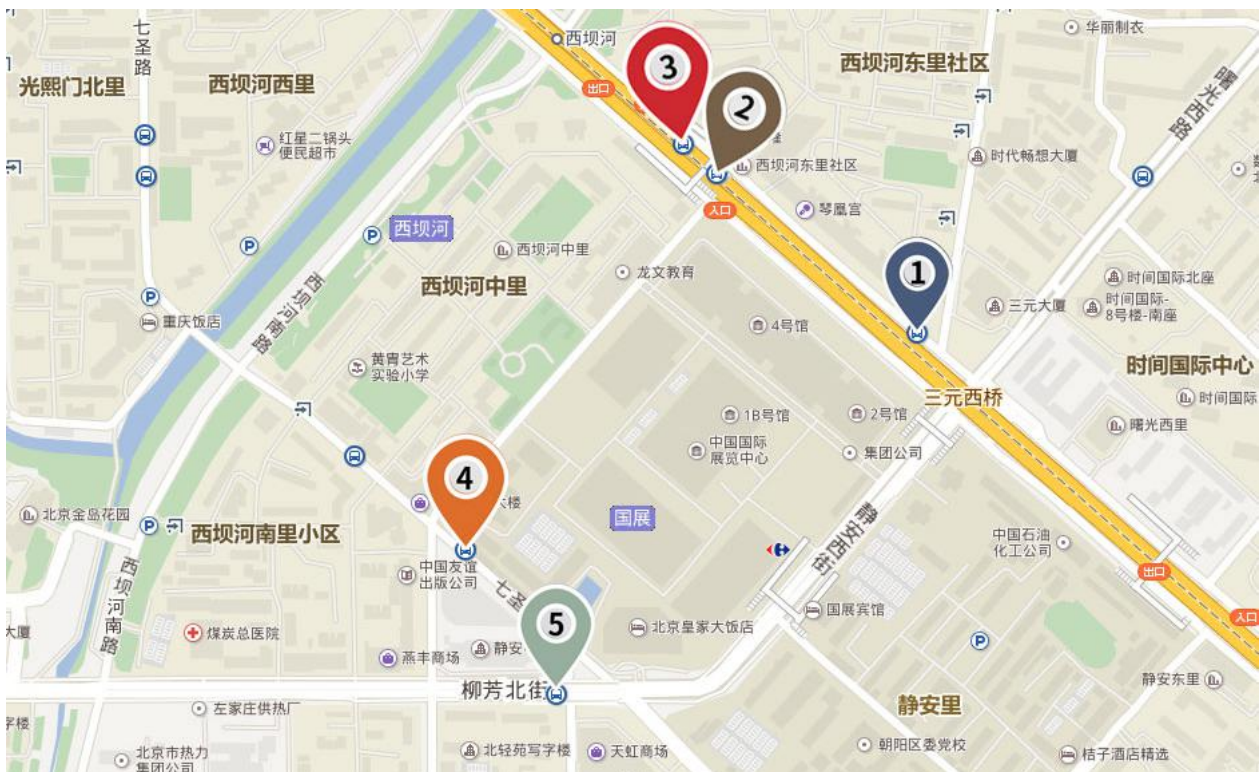 七圣路
西坝河
华丽制衣
光熙门北里
西坝河西里
西坝河东里社区
曙光西路
出口
3
2
红星二锅头
便民超市
时代畅想大厦
西坝河东里社区
入口
琴凰宫
P
P
西坝河
西坝河中里
龙文教育
1
时间国际北座
西坝河中里
西坝河南路
三元大厦
时间国际-
8号楼-南座
P
重庆饭店
4号馆
黄胄艺术
实验小学
时间国际中心
三元西桥
时间国际
1B号馆
2号馆
曙光西里
中国国际
展览中心
集团公司
4
大楼
北京金岛花园
P
西坝河南里小区
国展
静安西街
中国石油
化工公司
中国友谊
出版公司
七圣
出口
西坝河南路
5
国展宾馆
入口
大厦
煤炭总医院
静安
北京皇家大饭店
P
燕丰商场
柳芳北街
静安东里
左家庄供热厂
静安里
字楼
北京市热力
集团公司
北轻苑写字楼
天虹商场
朝阳区委党校
桔子酒店精选